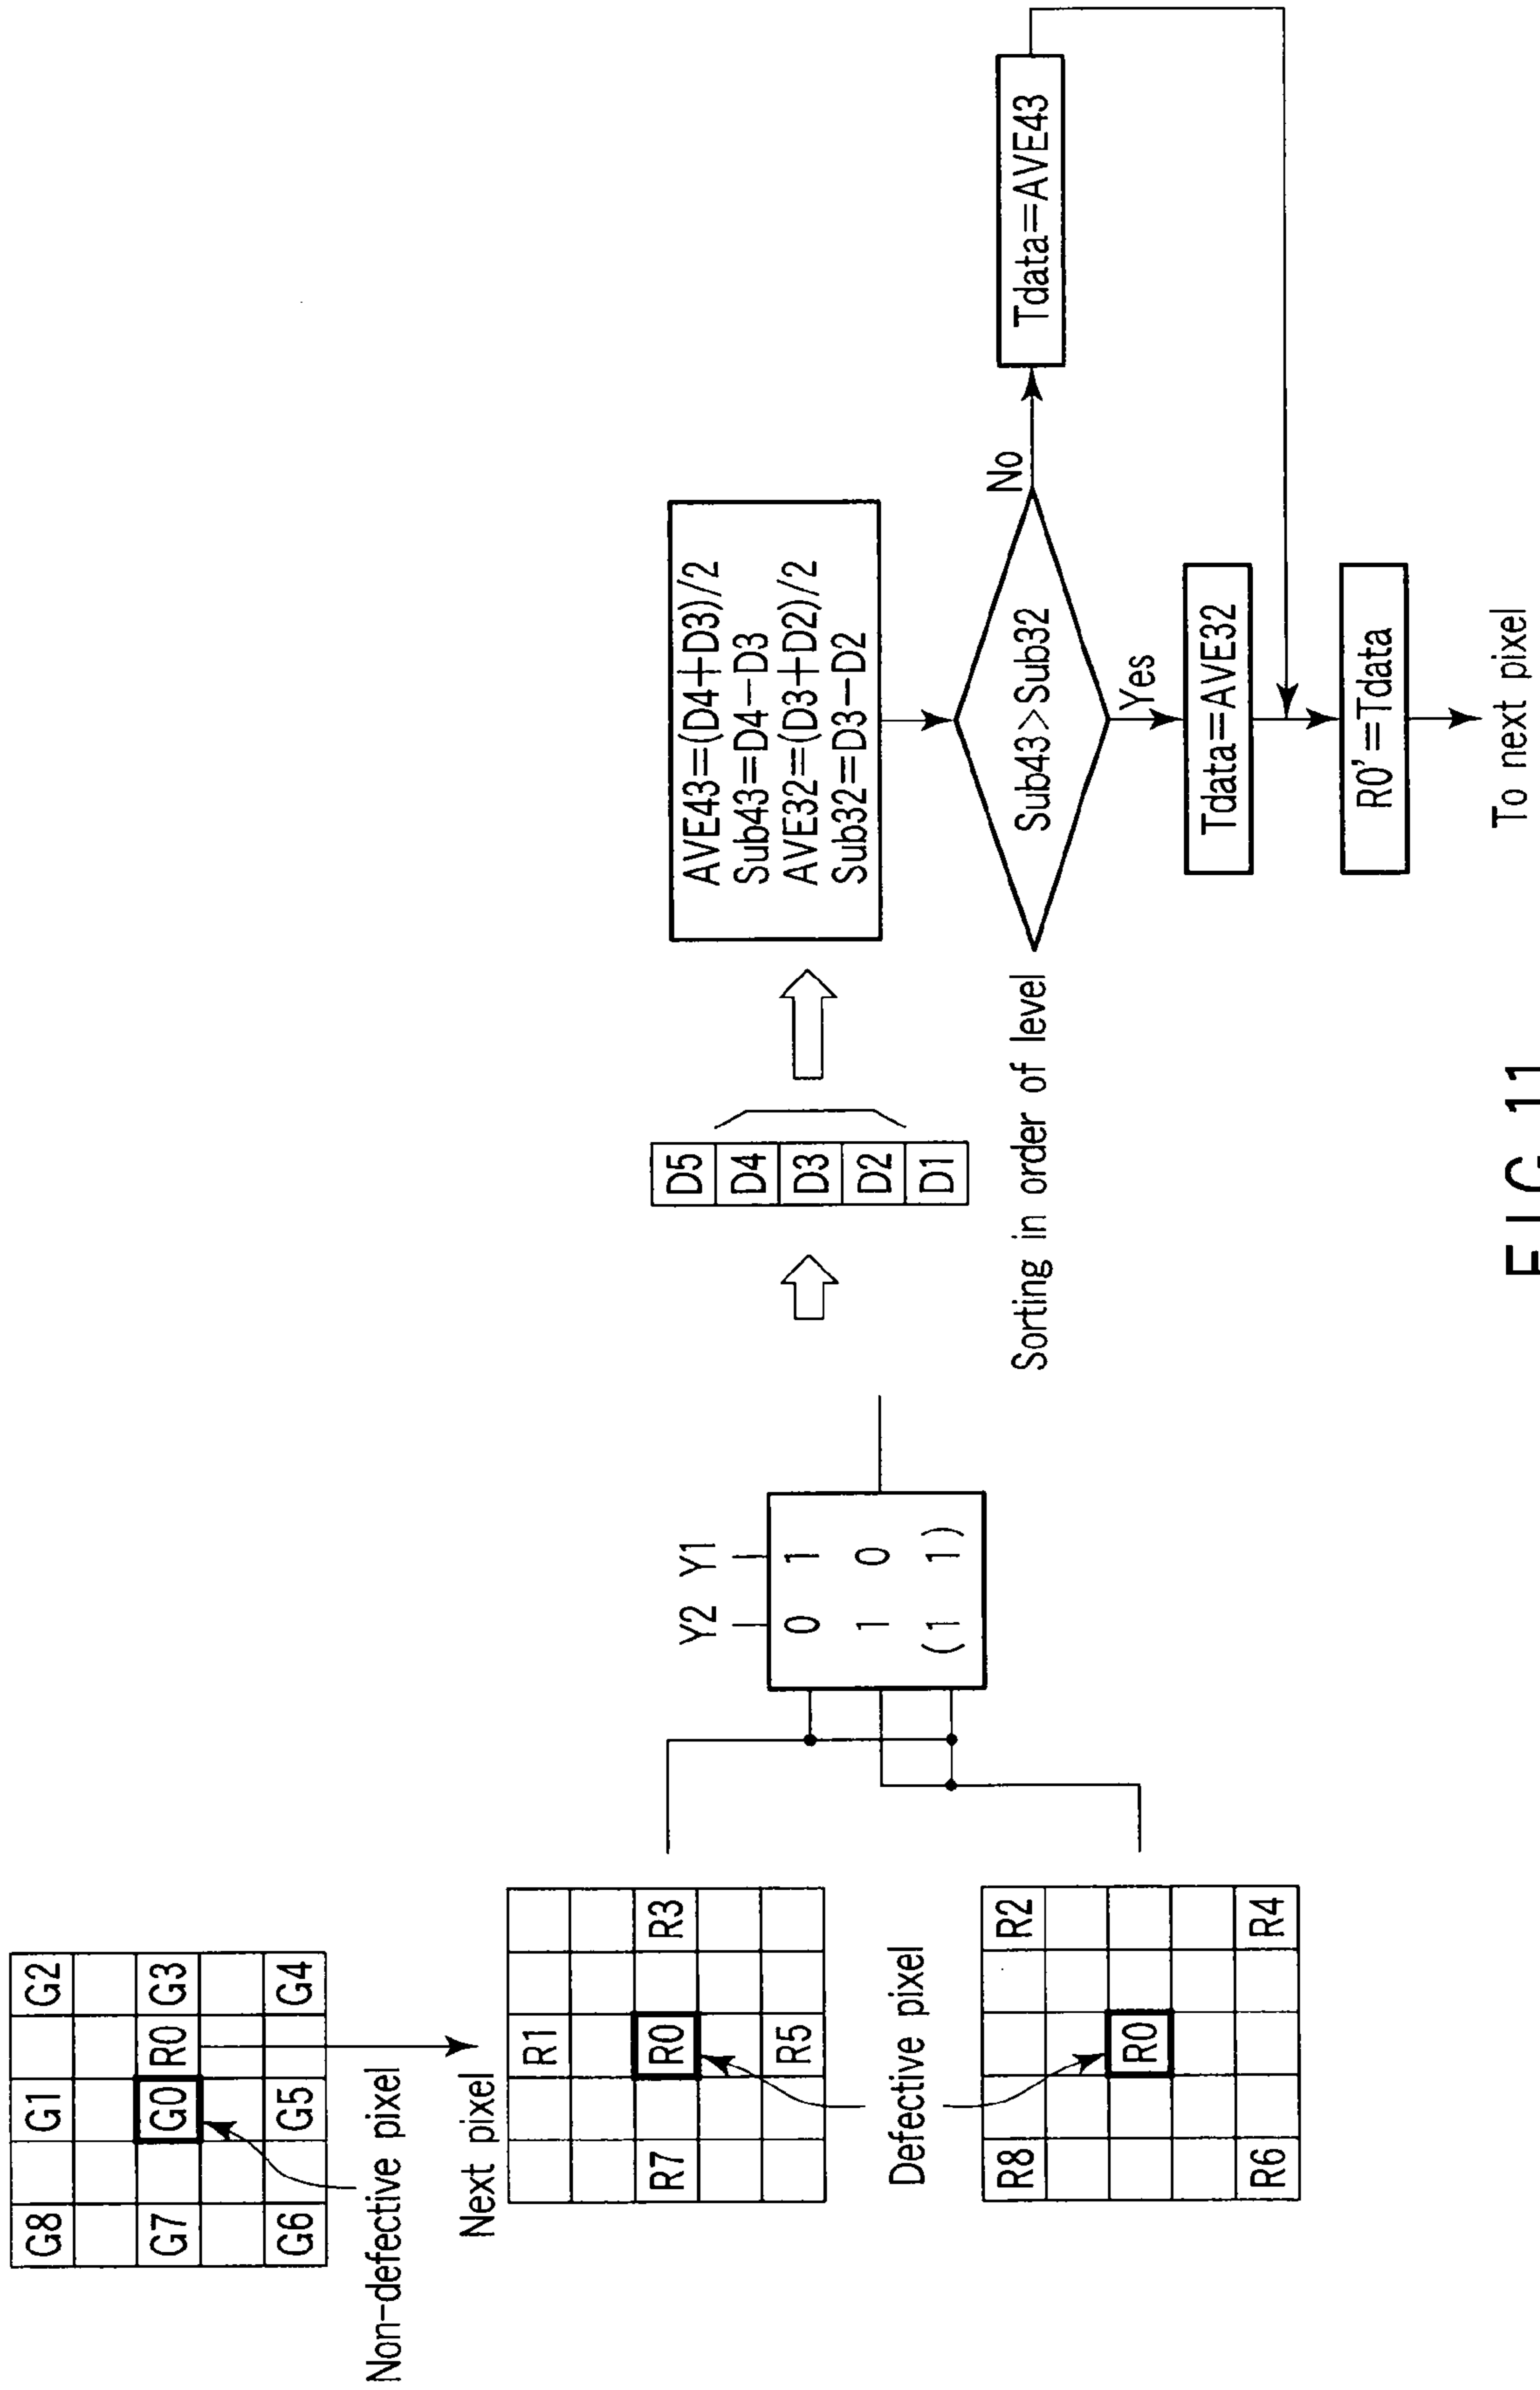 G8 G1 G2
G7 G0 R0 G3
G6 G5 G4
Non-defective pixel
Next pixel
R1
R7 R0 R3
R5
Defective pixel
R8 R2
R0
R6 R4
Y2 Y1
0 1
1 0
(1 1)
D5
D4
D3
D2
D1
Sorting in order of level
AVE43=(D4+D3)/2
Sub43=D4−D3
AVE32=(D3+D2)/2
Sub32=D3−D2
Sub43>Sub32
No
Tdata=AVE43
Yes
Tdata=AVE32
R0'=Tdata
To next pixel
FIG. 11